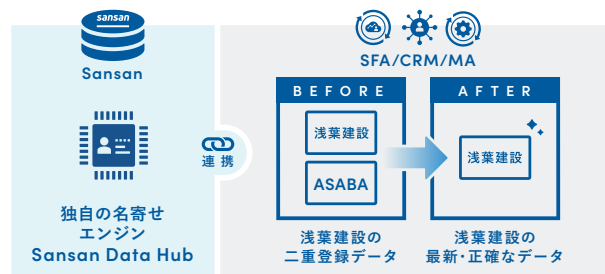 sansan
Sansan
独自の名寄せ
エンジン
Sansan Data Hub
連携
SFA/CRM/MA
BEFORE
浅葉建設
ASABA
浅葉建設の
二重登録データ
AFTER
浅葉建設
浅葉建設の
最新・正確なデータ